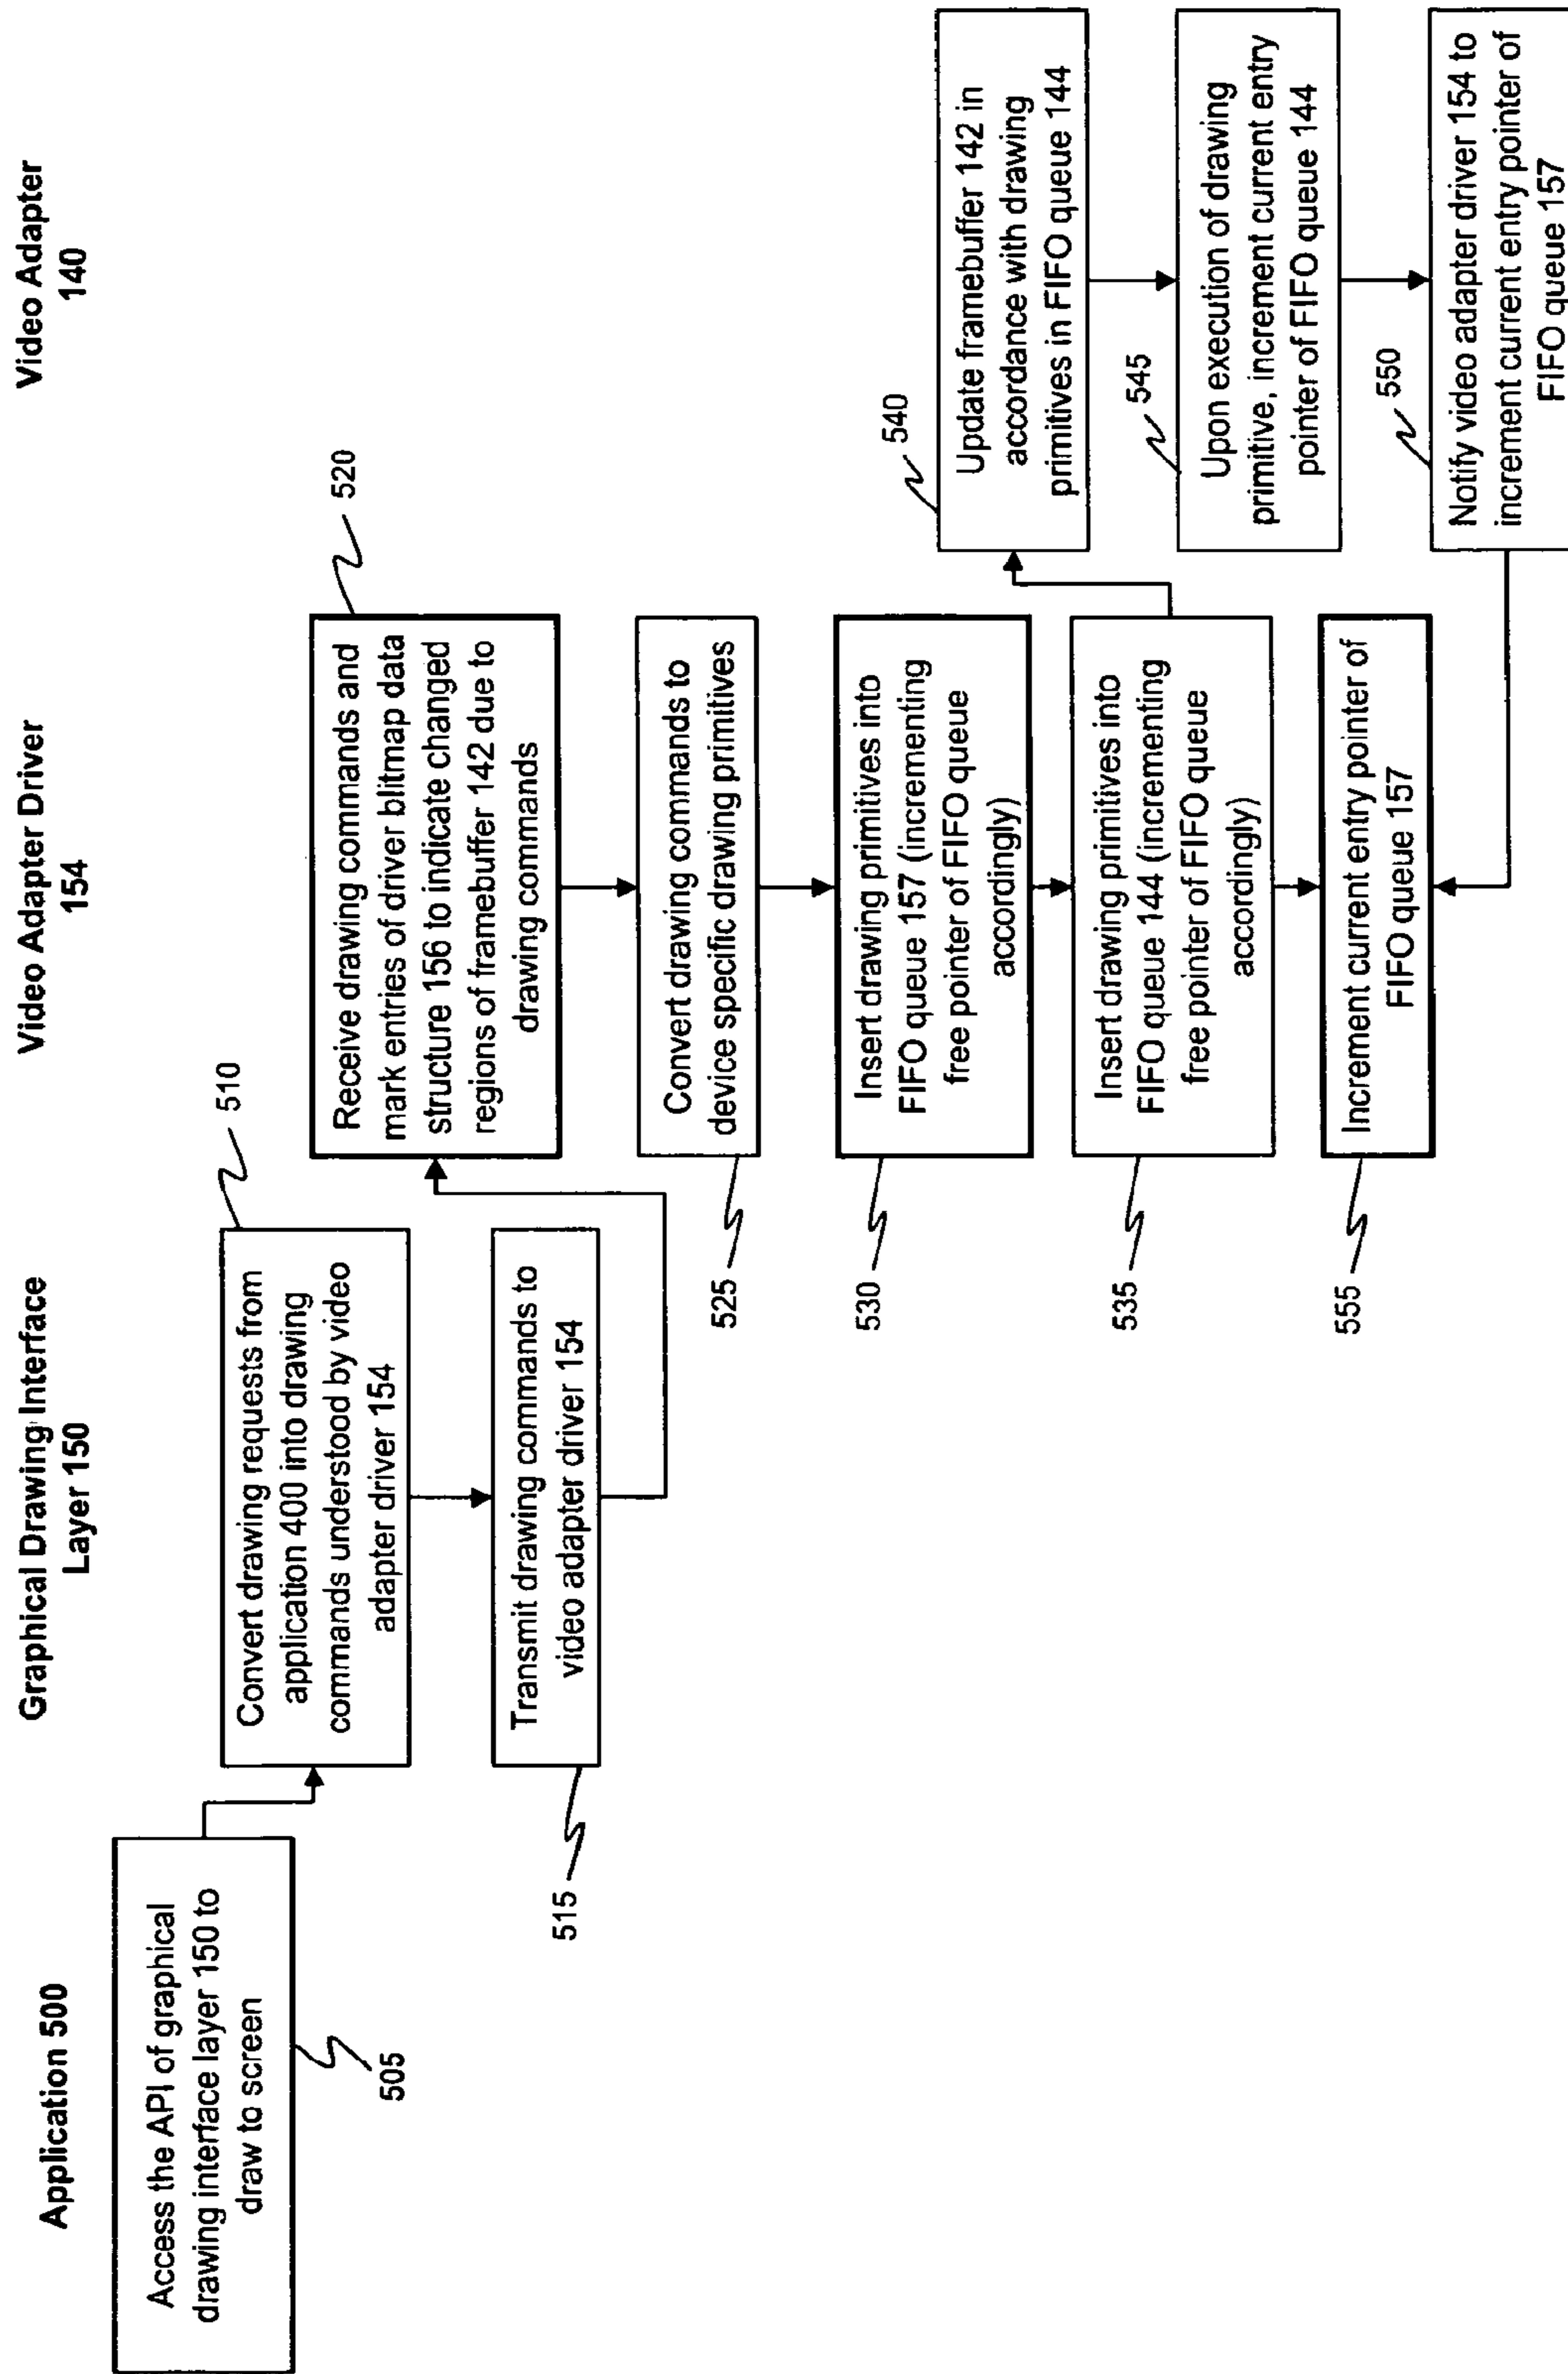 Application 500
Access the API of graphical
drawing interface layer 150 to
draw to screen
505
Graphical Drawing Interface
Layer 150
510
Convert drawing requests from
application 400 into drawing
commands understood by video
adapter driver 154
Transmit drawing commands to
video adapter driver 154
515
Video Adapter Driver
154
520
Receive drawing commands and
mark entries of driver blitmap data
structure 156 to indicate changed
regions of framebuffer 142 due to
drawing commands
Convert drawing commands to
device specific drawing primitives
525
Insert drawing primitives into
FIFO queue 157 (incrementing
free pointer of FIFO queue
accordingly)
530
Insert drawing primitives into
FIFO queue 144 (incrementing
free pointer of FIFO queue
accordingly)
535
Increment current entry pointer of
FIFO queue 157
555
Video Adapter
140
540
Update framebuffer 142 in
accordance with drawing
primitives in FIFO queue 144
545
Upon execution of drawing
primitive, increment current entry
pointer of FIFO queue 144
550
Notify video adapter driver 154 to
increment current entry pointer of
FIFO queue 157